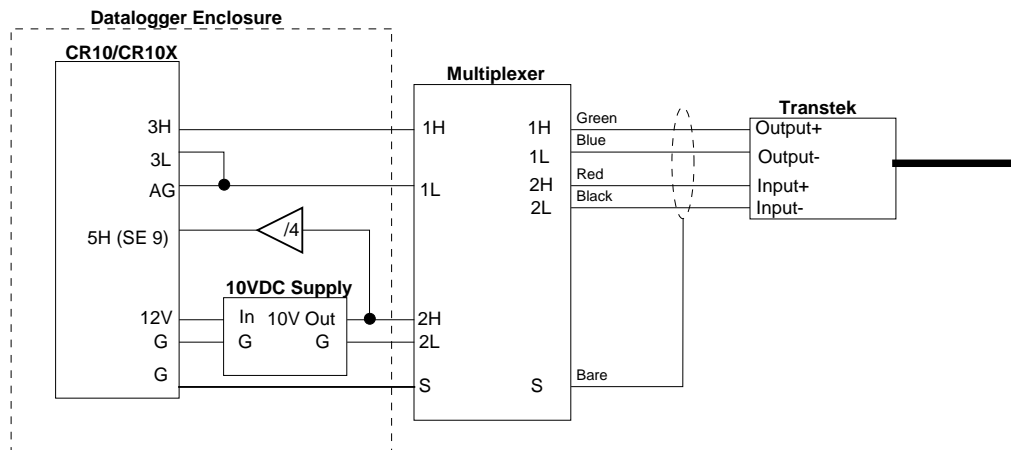 Datalogger Enclosure
CR10/CR10X
3H
3L
AG
5H (SE 9)
/4
10VDC Supply
12V
In
10V Out
G
G
G
G
Multiplexer
1H
1H
1L
1L
2H
2L
2H
2L
S
S
Green
Blue
Red
Black
Bare
Transtek
Output+
Output-
Input+
Input-